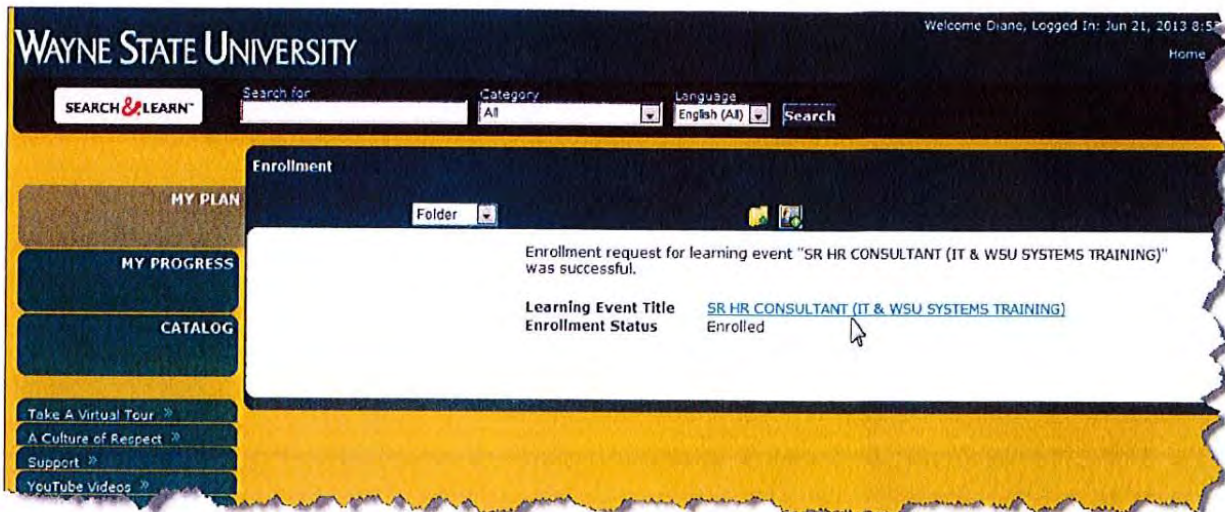 Welcome Diane, Logged In: Jun 21, 2013
WAYNE STATE UNIVERSITY
Home
SEARCH & LEARN™
Search for
Category
Language
All
English (All)
Search
Enrollment
MY PLAN
Folder
MY PROGRESS
Enrollment request for learning event "SR HR CONSULTANT (IT & WSU SYSTEMS TRAINING)"
was successful.
CATALOG
Learning Event Title SR HR CONSULTANT (IT & WSU SYSTEMS TRAINING)
Enrollment Status Enrolled
Take A Virtual Tour »
A Culture of Respect »
Support »
YouTube Videos »